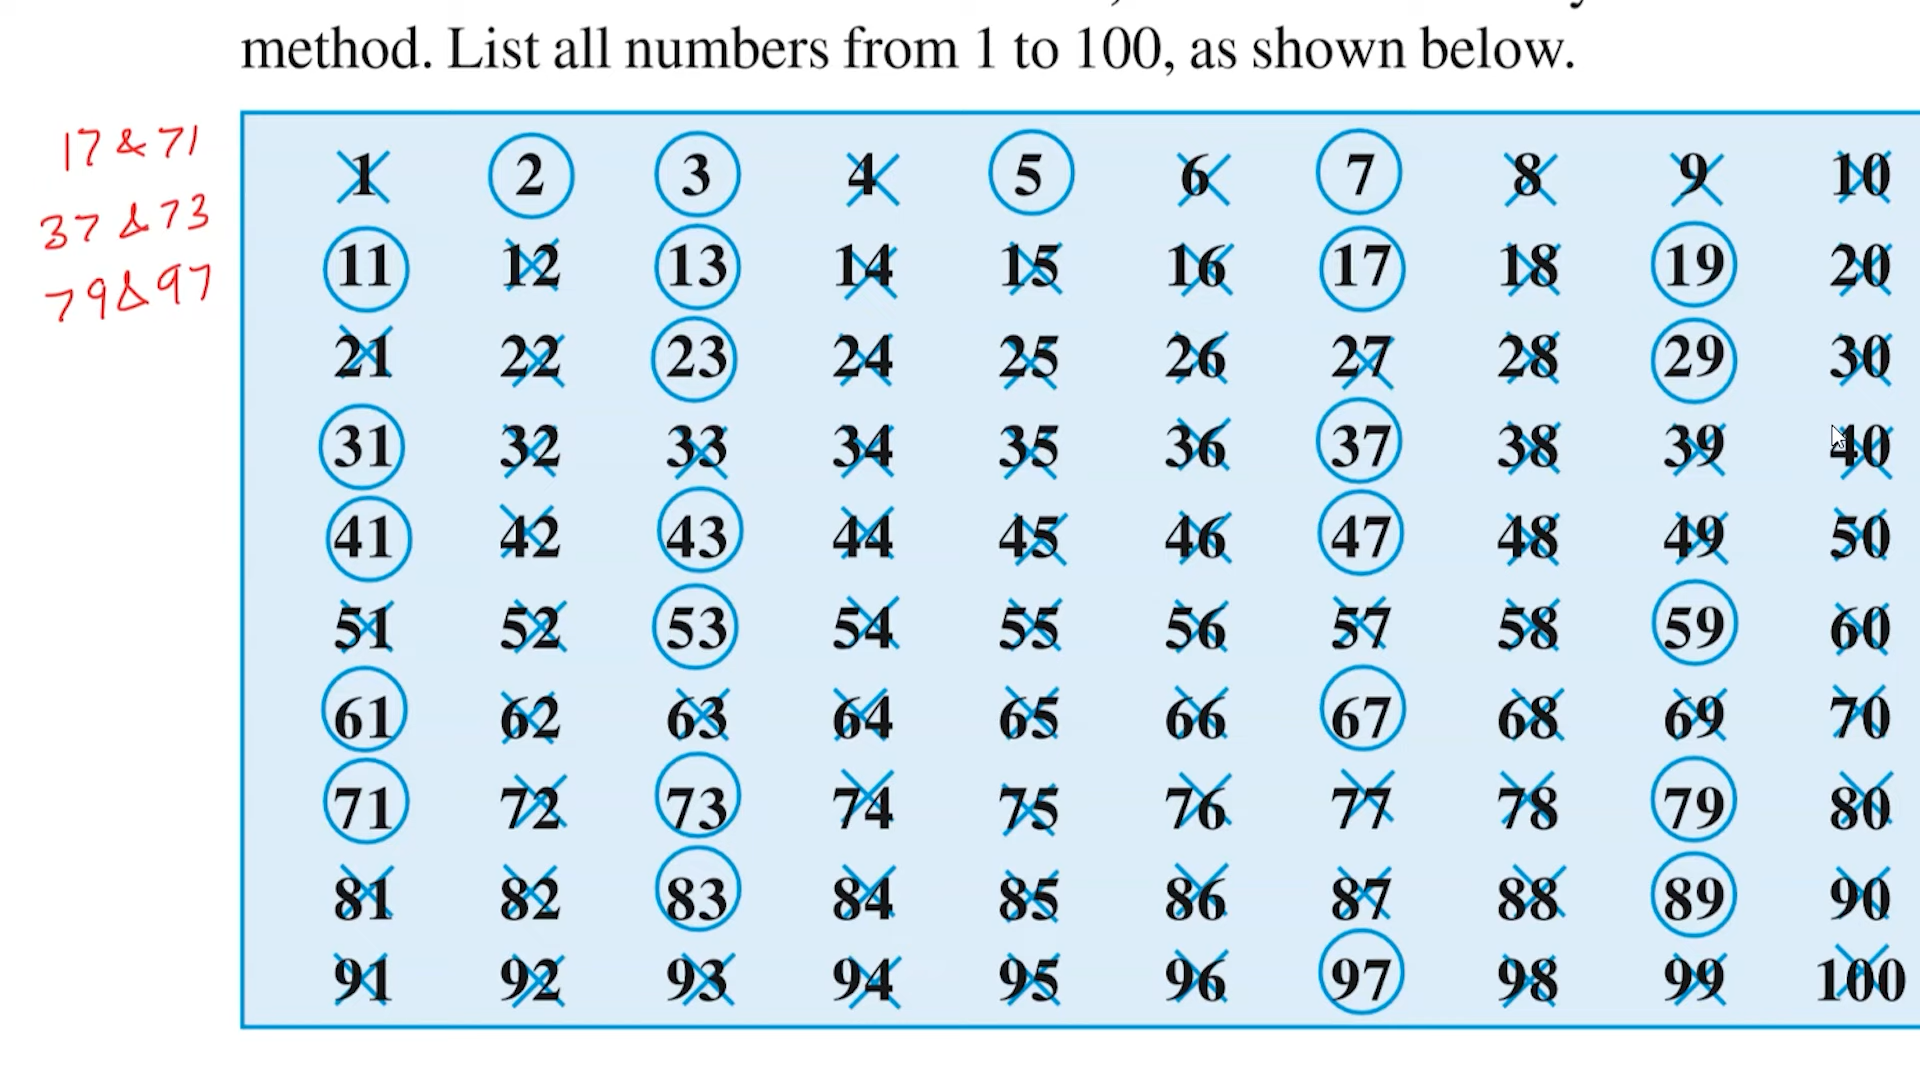 method. List all numbers from 1 to 100, as shown below.
17 & 71
37 & 73
79 & 97
1 2 3 4 5 6 7 8 9 10
11 12 13 14 15 16 17 18 19 20
21 22 23 24 25 26 27 28 29 30
31 32 33 34 35 36 37 38 39 40
41 42 43 44 45 46 47 48 49 50
51 52 53 54 55 56 57 58 59 60
61 62 63 64 65 66 67 68 69 70
71 72 73 74 75 76 77 78 79 80
81 82 83 84 85 86 87 88 89 90
91 92 93 94 95 96 97 98 99 100